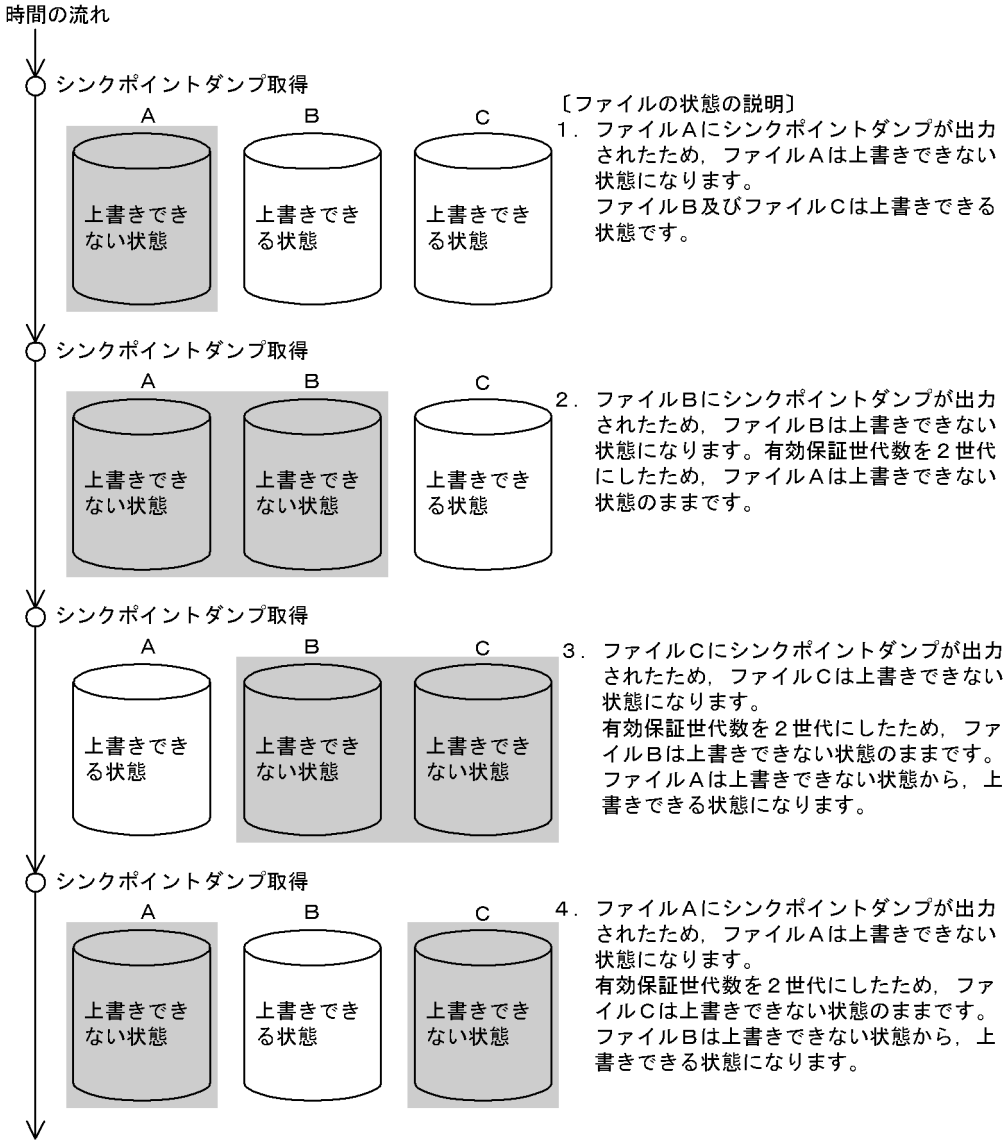 時間の流れ
シンクポイントダンプ取得
A
B
C
上書きでき
ない状態
上書きでき
る状態
上書きでき
る状態
〔ファイルの状態の説明〕
1．ファイルAにシンクポイントダンプが出力
されたため，ファイルAは上書きできない
状態になります。
ファイルB及びファイルCは上書きできる
状態です。
シンクポイントダンプ取得
A
B
C
上書きでき
ない状態
上書きでき
ない状態
上書きでき
る状態
2．ファイルBにシンクポイントダンプが出力
されたため，ファイルBは上書きできない
状態になります。有効保証世代数を2世代
にしたため，ファイルAは上書きできない
状態のままです。
シンクポイントダンプ取得
A
B
C
上書きでき
る状態
上書きでき
ない状態
上書きでき
ない状態
3．ファイルCにシンクポイントダンプが出力
されたため，ファイルCは上書きできない
状態になります。
有効保証世代数を2世代にしたため，ファ
イルBは上書きできない状態のままです。
ファイルAは上書きできない状態から，上
書きできる状態になります。
シンクポイントダンプ取得
A
B
C
上書きでき
ない状態
上書きでき
る状態
上書きでき
ない状態
4．ファイルAにシンクポイントダンプが出力
されたため，ファイルAは上書きできない
状態になります。
有効保証世代数を2世代にしたため，ファ
イルCは上書きできない状態のままです。
ファイルBは上書きできない状態から，上
書きできる状態になります。